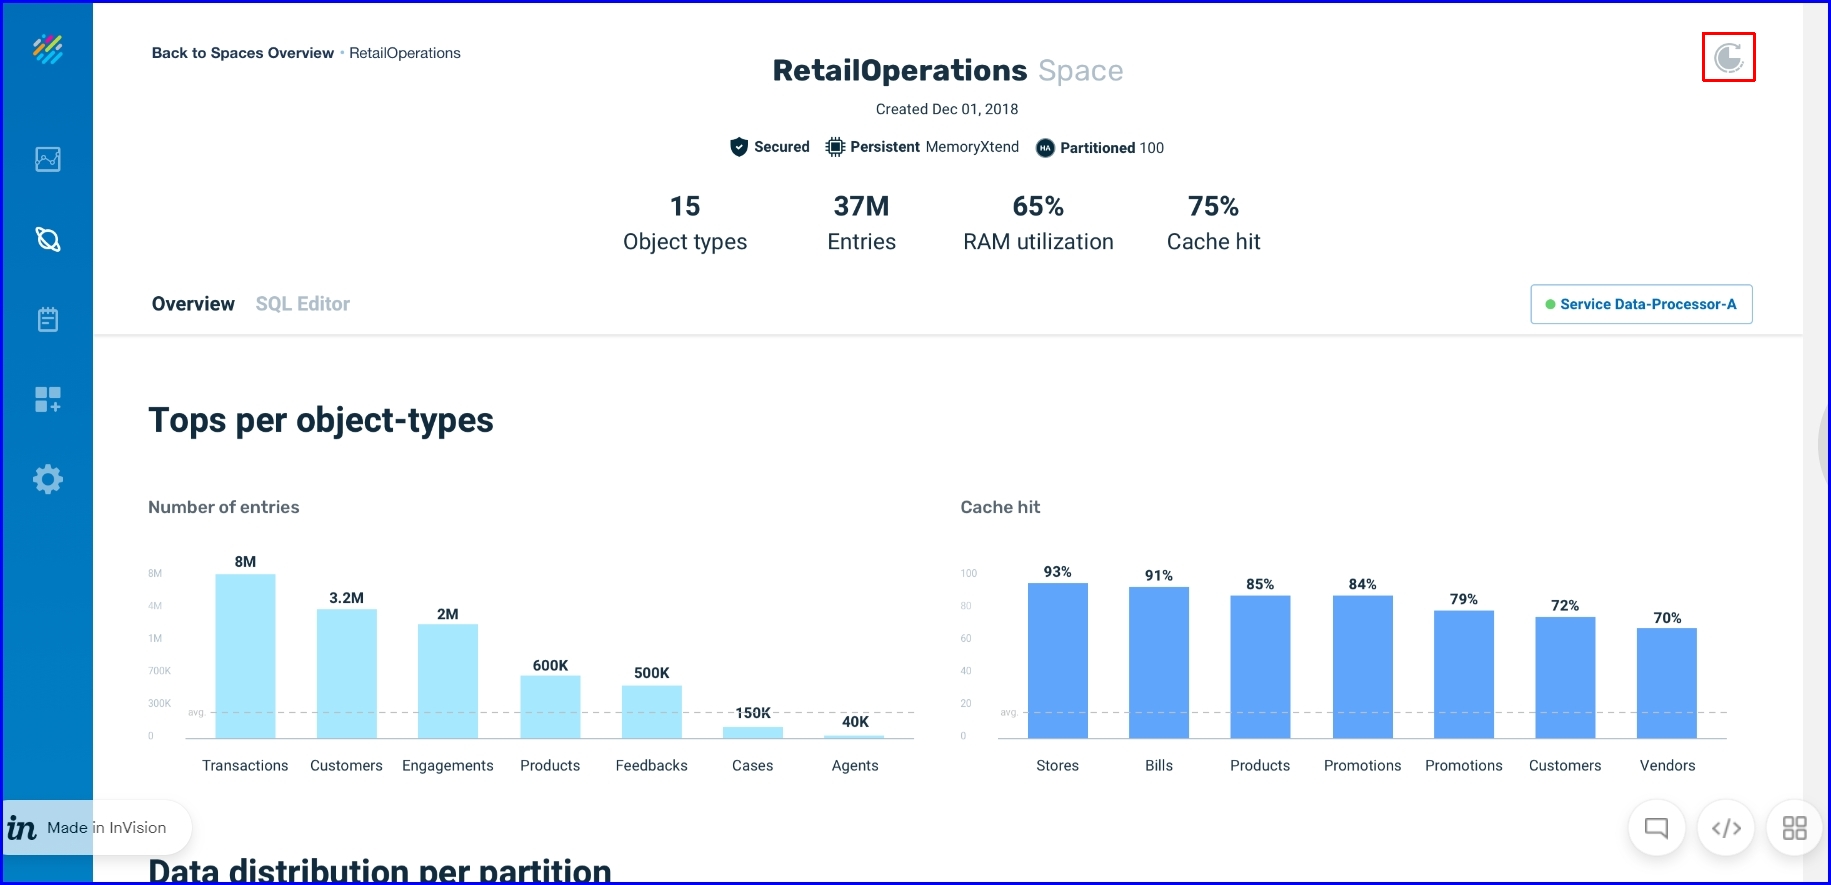 Back to Spaces Overview • RetailOperations
RetailOperations Space
Created Dec 01, 2018
Secured Persistent MemoryXtend HA Partitioned 100
15 37M 65% 75%
Object types Entries RAM utilization Cache hit
Overview SQL Editor
Service Data-Processor-A
Tops per object-types
Number of entries
8M
4M
1M
700K
300K
avg.
0
8M
3.2M
2M
600K
500K
150K
40K
Transactions Customers Engagements Products Feedbacks Cases Agents
Cache hit
100
80
60
40
20
avg.
0
93%
91%
85%
84%
79%
72%
70%
Stores Bills Products Promotions Promotions Customers Vendors
in Made in InVision
</>
Data distribution per partition